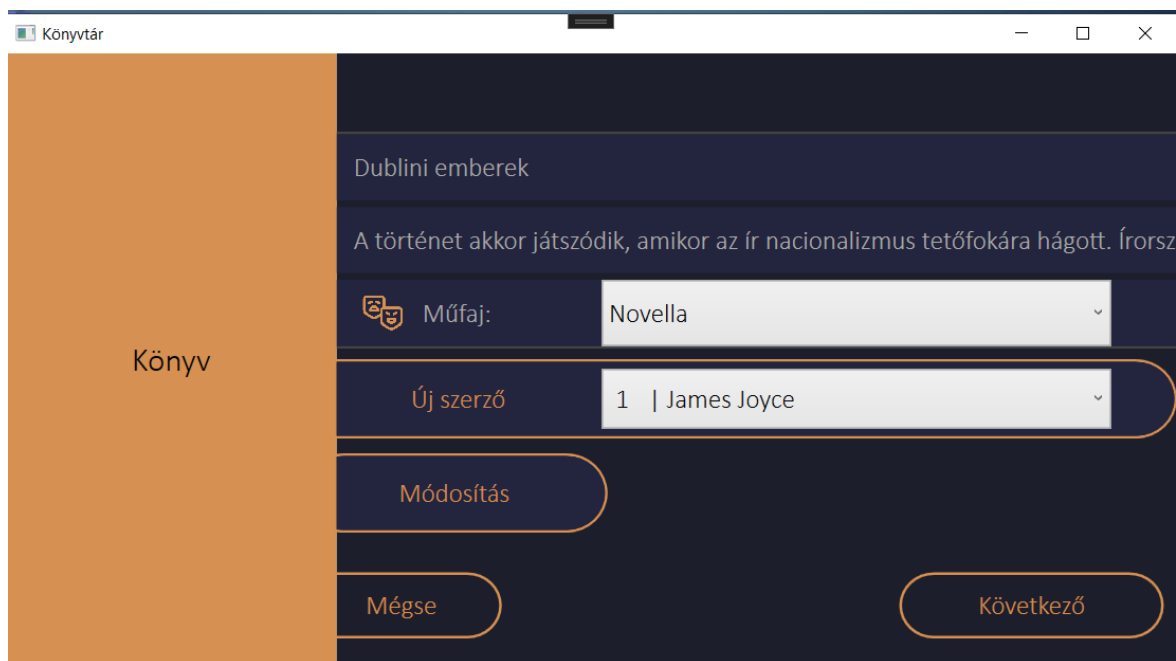 Könyvtár
Könyv
Dublini emberek
A történet akkor játszódik, amikor az ír nacionalizmus tetőfokára hágott. Írorsz
Műfaj: Novella
Új szerző 1 | James Joyce
Módosítás
Mégse Következő